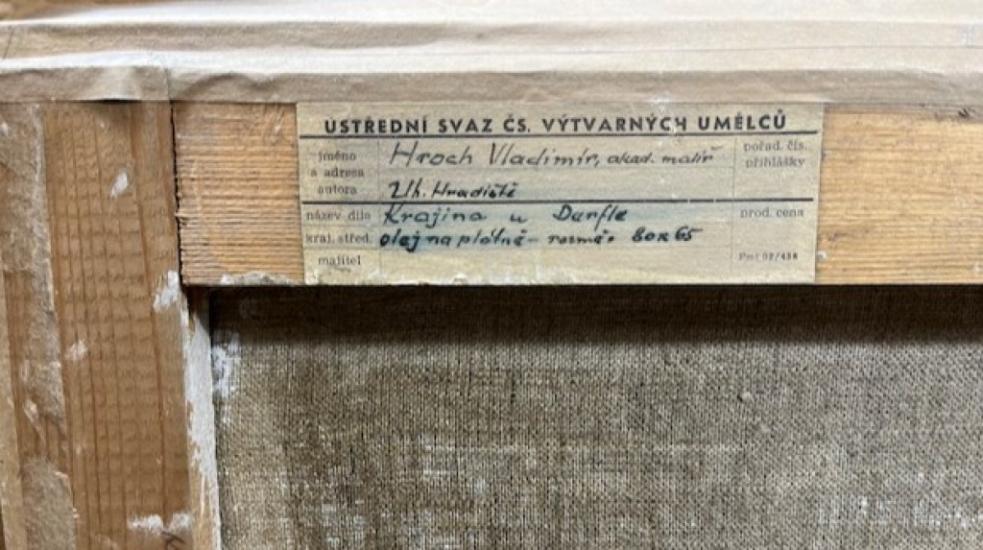 ÚSTŘEDNÍ SVAZ ČS. VÝTVARNÝCH UMĚLCŮ
jméno a adresa autora Hroch Vladimír, akad. malíř pořad. čís. přihlášky
Uh. Hradiště
název díla Krajina u Darfle prod. cena
kraj. střed. olej na plátně - rozměr 80x65
majitel